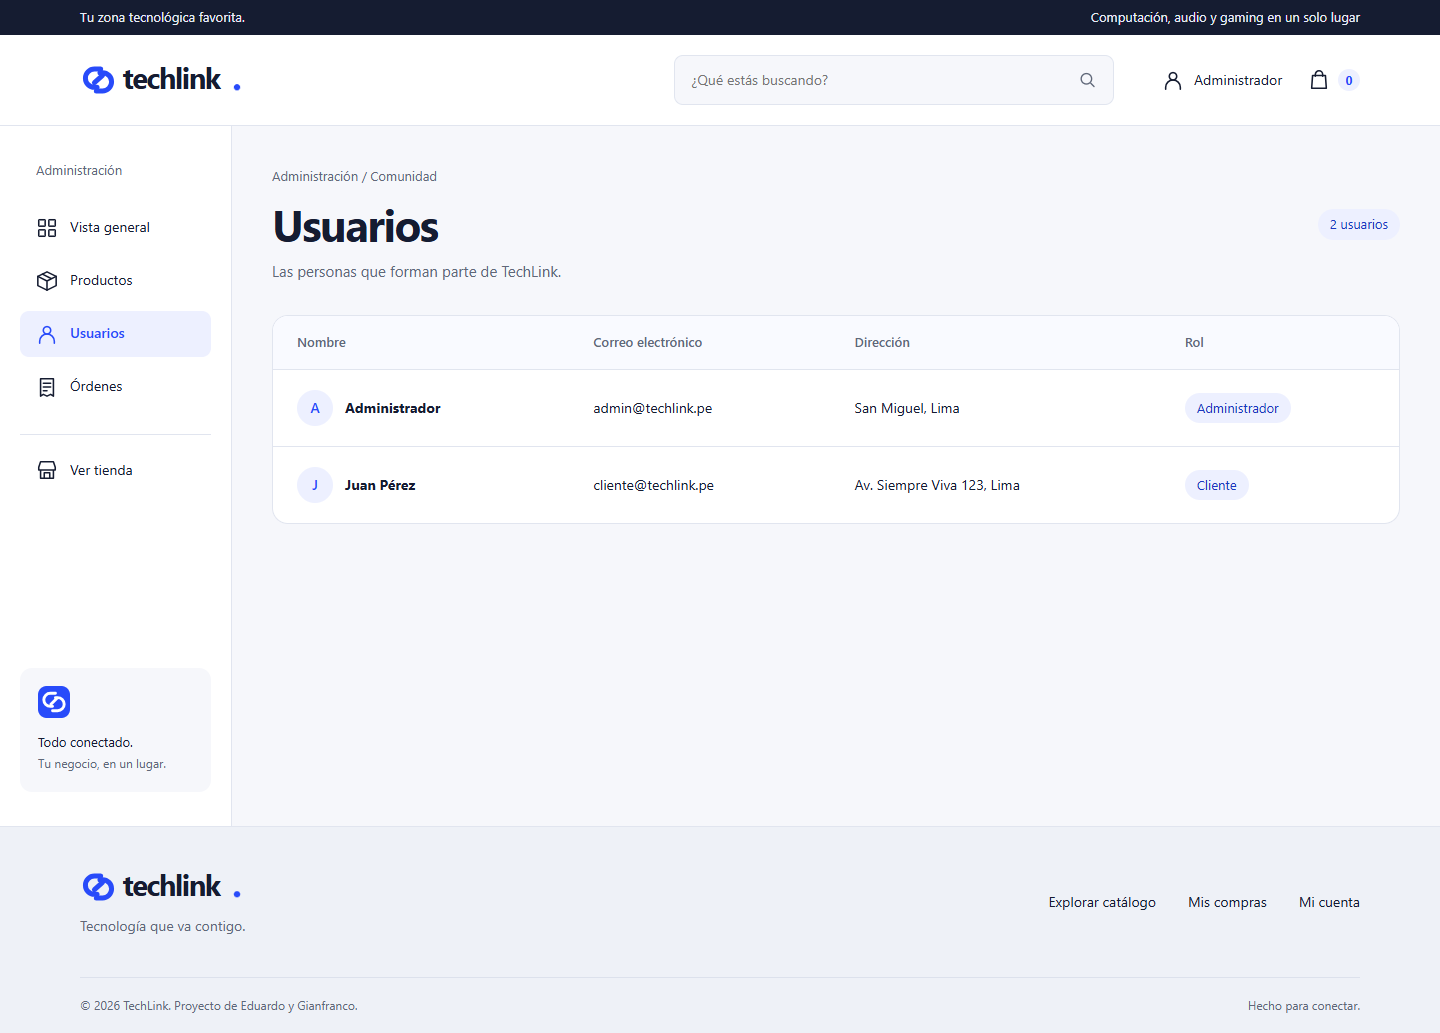 Tu zona tecnológica favorita.
Computación, audio y gaming en un solo lugar
techlink .
¿Qué estás buscando?
Administrador
0
Administración
Vista general
Productos
Usuarios
Órdenes
Ver tienda
Todo conectado.
Tu negocio, en un lugar.
Administración / Comunidad
Usuarios
2 usuarios
Las personas que forman parte de TechLink.
Nombre Correo electrónico Dirección Rol
A Administrador admin@techlink.pe San Miguel, Lima Administrador
J Juan Pérez cliente@techlink.pe Av. Siempre Viva 123, Lima Cliente
techlink .
Tecnología que va contigo.
Explorar catálogo Mis compras Mi cuenta
© 2026 TechLink. Proyecto de Eduardo y Gianfranco.
Hecho para conectar.